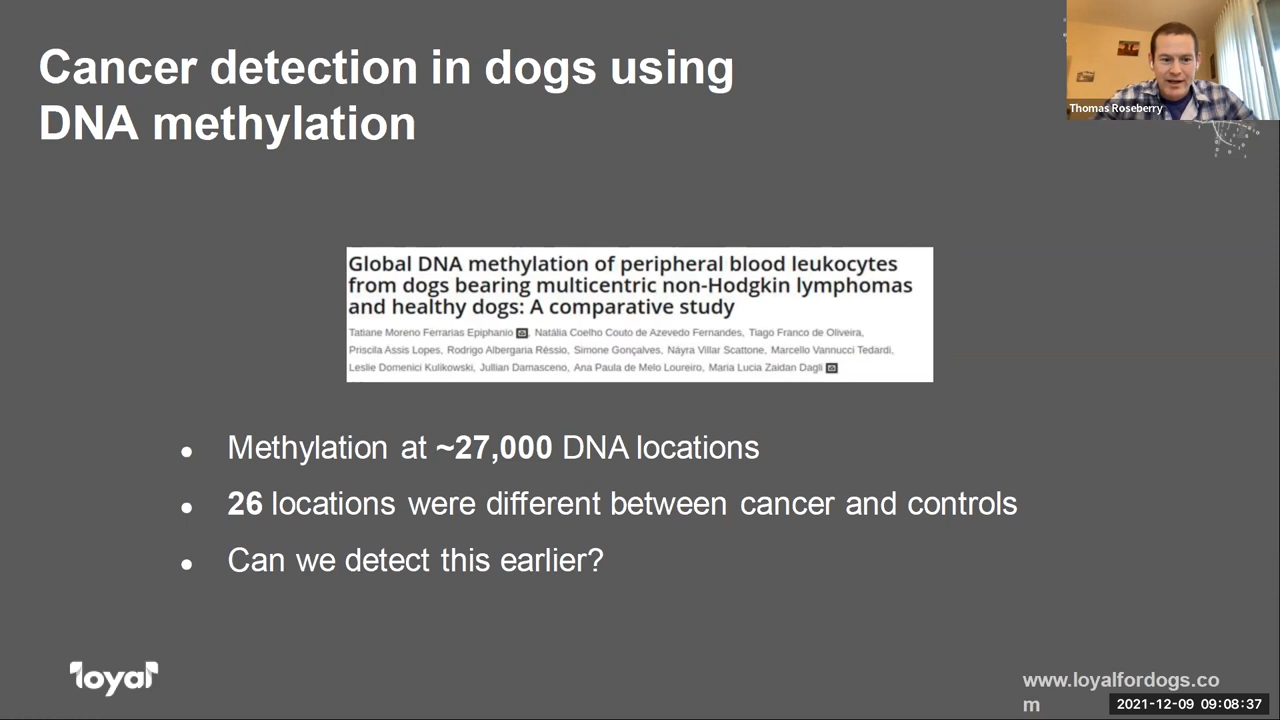 Cancer detection in dogs using
DNA methylation
Thomas Roseberry
Global DNA methylation of peripheral blood leukocytes
from dogs bearing multicentric non-Hodgkin lymphomas
and healthy dogs: A comparative study
Tatiane Moreno Ferrarias Epiphanio, Natália Coelho Couto de Azevedo Fernandes, Tiago Franco de Oliveira,
Priscila Assis Lopes, Rodrigo Albergaria Réssio, Simone Gonçalves, Náyra Villar Scattone, Marcello Vannucci Tedardi,
Leslie Domenici Kulikowski, Jullian Damasceno, Ana Paula de Melo Loureiro, Maria Lucia Zaidan Dagli
• Methylation at ~27,000 DNA locations
• 26 locations were different between cancer and controls
• Can we detect this earlier?
loyal
www.loyalfordogs.co
m
2021-12-09 09:08:37